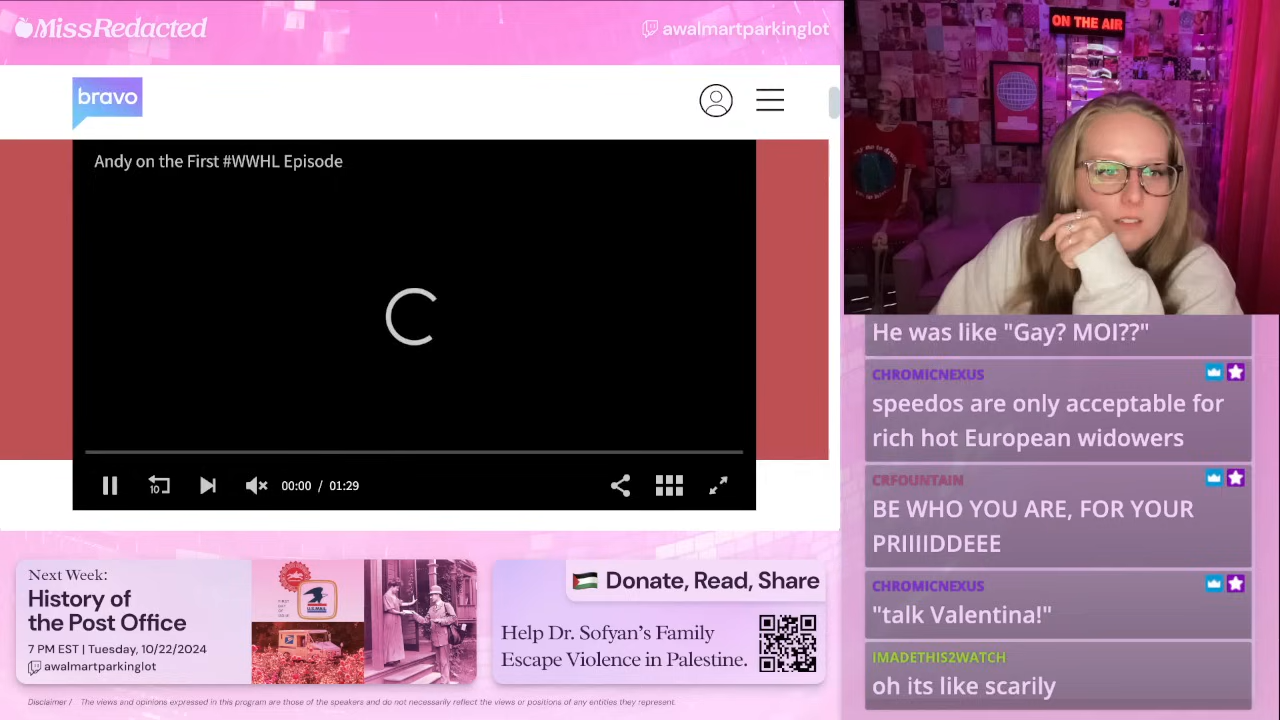 MissRedacted
awalmartparkinglot
bravo
Andy on the First #WWHL Episode
10
00:00 / 01:29
ON THE AIR
He was like "Gay? MOI??"
CHROMICNEXUS
speedos are only acceptable for
rich hot European widowers
CRFOUNTAIN
BE WHO YOU ARE, FOR YOUR
PRIIIIDDEEE
CHROMICNEXUS
"talk Valentina!"
IMADETHIS2WATCH
oh its like scarily
Next Week:
History of
the Post Office
7 PM EST | Tuesday, 10/22/2024
awalmartparkinglot
U.S.MAIL
Donate, Read, Share
Help Dr. Sofyan's Family
Escape Violence in Palestine.
Disclaimer / The views and opinions expressed in this program are those of the speakers and do not necessarily reflect the views or positions of any entities they represent.